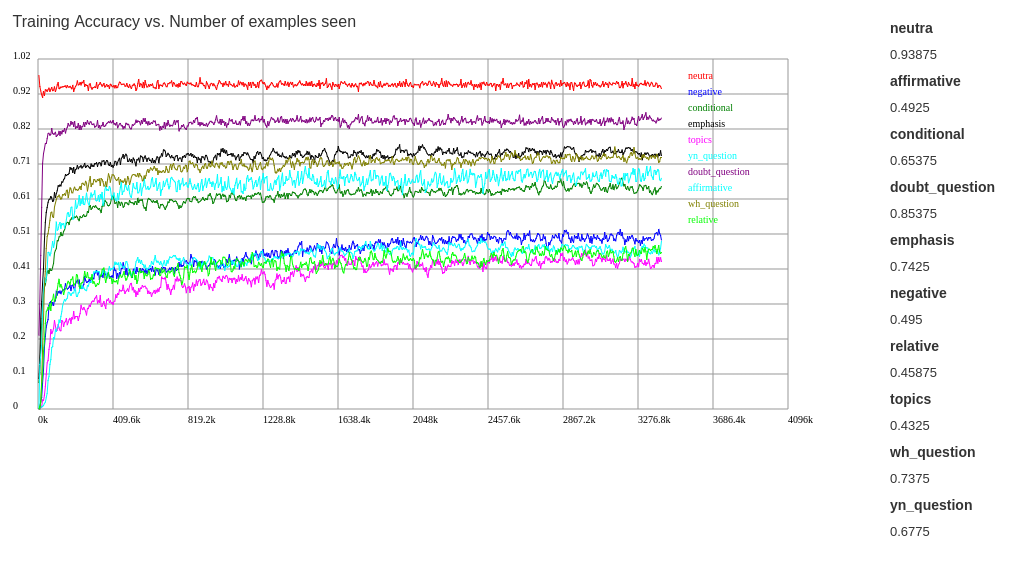 Training Accuracy vs. Number of examples seen
1.02
0.92
0.82
0.71
0.61
0.51
0.41
0.3
0.2
0.1
0
0k
409.6k
819.2k
1228.8k
1638.4k
2048k
2457.6k
2867.2k
3276.8k
3686.4k
4096k
neutra
negative
conditional
emphasis
topics
yn_question
doubt_question
affirmative
wh_question
relative
neutra
0.93875
affirmative
0.4925
conditional
0.65375
doubt_question
0.85375
emphasis
0.7425
negative
0.495
relative
0.45875
topics
0.4325
wh_question
0.7375
yn_question
0.6775